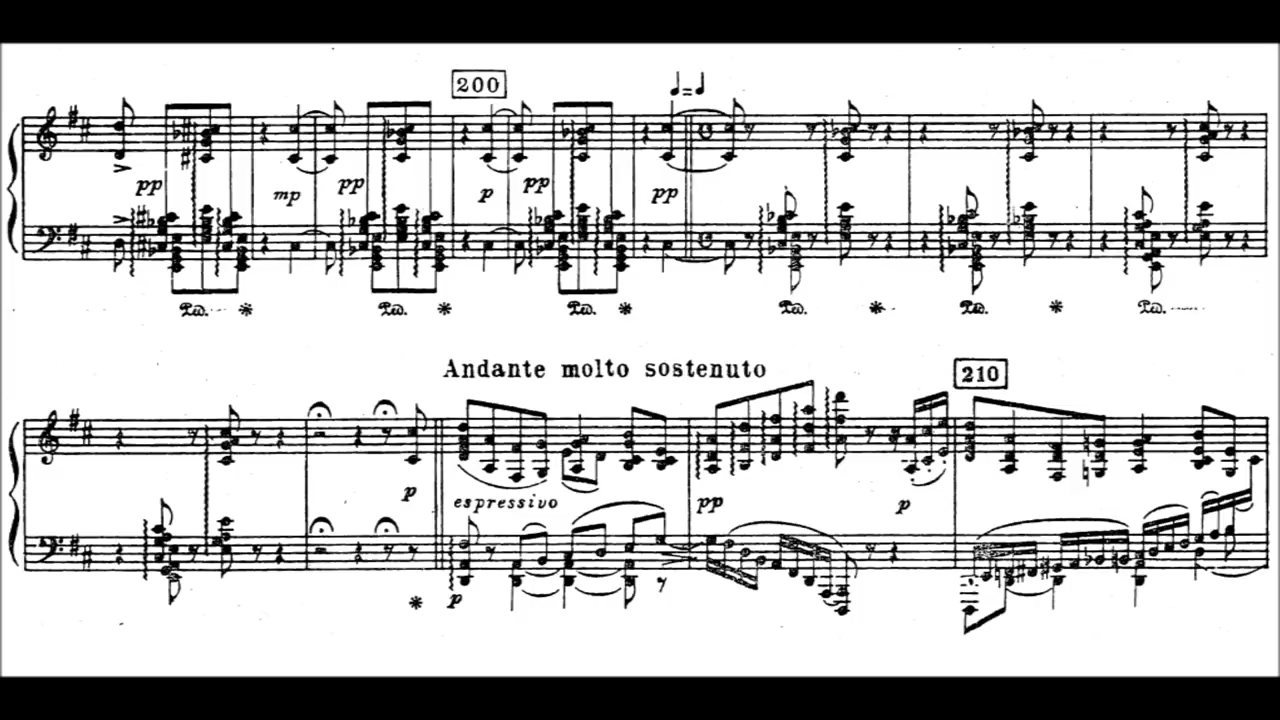 200
pp mp pp p pp pp
Ped. Ped. Ped. Ped. Ped. Ped.
Andante molto sostenuto
210
p espressivo pp p
p